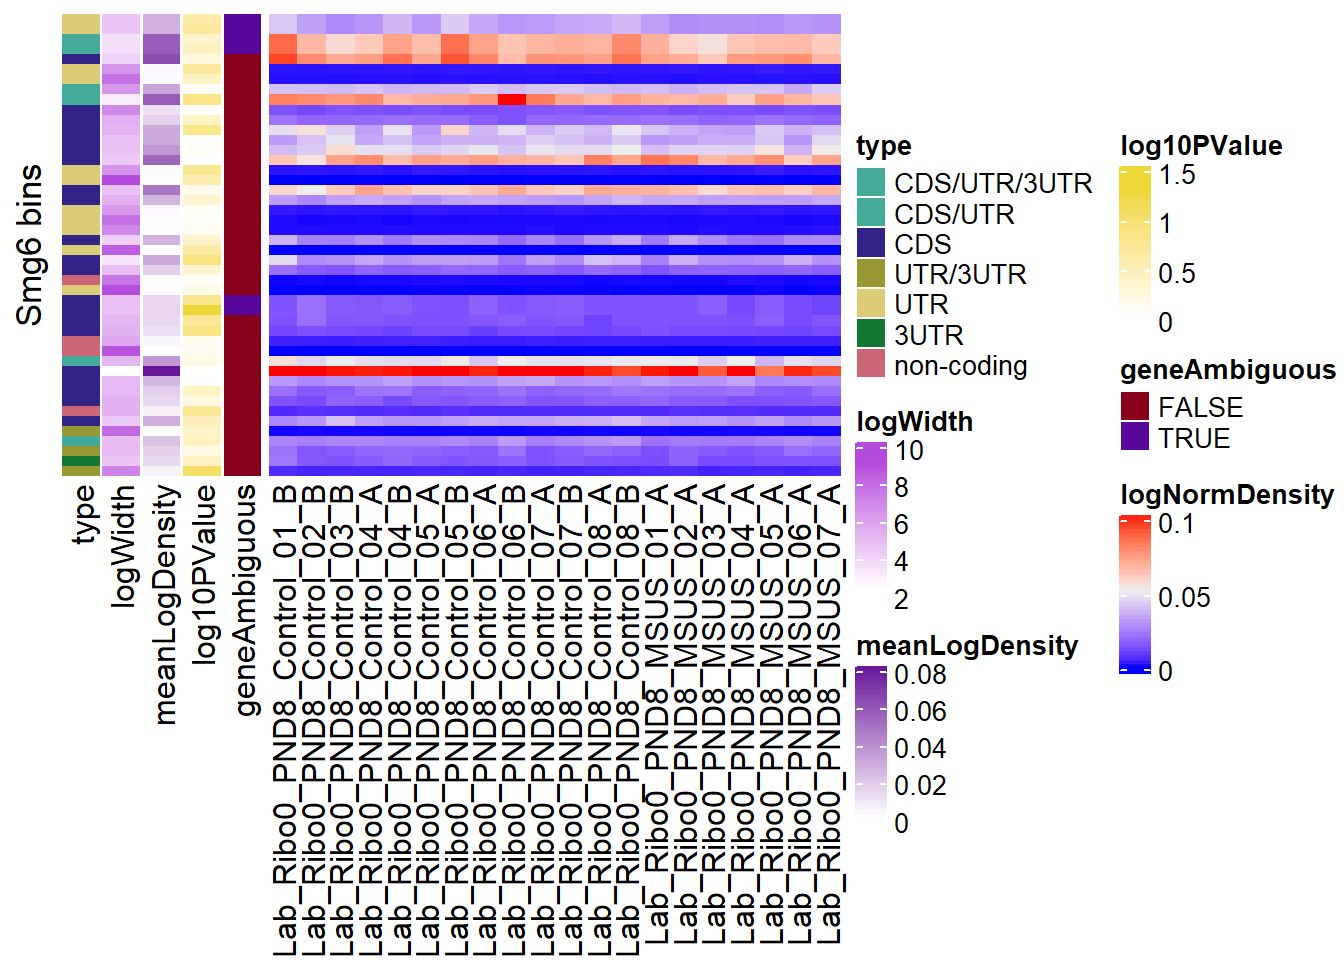 Smg6 bins
type
logWidth
meanLogDensity
log10PValue
geneAmbiguous
Lab_Ribo0_PND8_Control_01_B
Lab_Ribo0_PND8_Control_02_B
Lab_Ribo0_PND8_Control_03_B
Lab_Ribo0_PND8_Control_04_A
Lab_Ribo0_PND8_Control_04_B
Lab_Ribo0_PND8_Control_05_A
Lab_Ribo0_PND8_Control_05_B
Lab_Ribo0_PND8_Control_06_A
Lab_Ribo0_PND8_Control_06_B
Lab_Ribo0_PND8_Control_07_A
Lab_Ribo0_PND8_Control_07_B
Lab_Ribo0_PND8_Control_08_A
Lab_Ribo0_PND8_Control_08_B
Lab_Ribo0_PND8_MSUS_01_A
Lab_Ribo0_PND8_MSUS_02_A
Lab_Ribo0_PND8_MSUS_03_A
Lab_Ribo0_PND8_MSUS_04_A
Lab_Ribo0_PND8_MSUS_05_A
Lab_Ribo0_PND8_MSUS_06_A
Lab_Ribo0_PND8_MSUS_07_A
type
CDS/UTR/3UTR
CDS/UTR
CDS
UTR/3UTR
UTR
3UTR
non-coding
logWidth
10
8
6
4
2
meanLogDensity
0.08
0.06
0.04
0.02
0
log10PValue
1.5
1
0.5
0
geneAmbiguous
FALSE
TRUE
logNormDensity
0.1
0.05
0